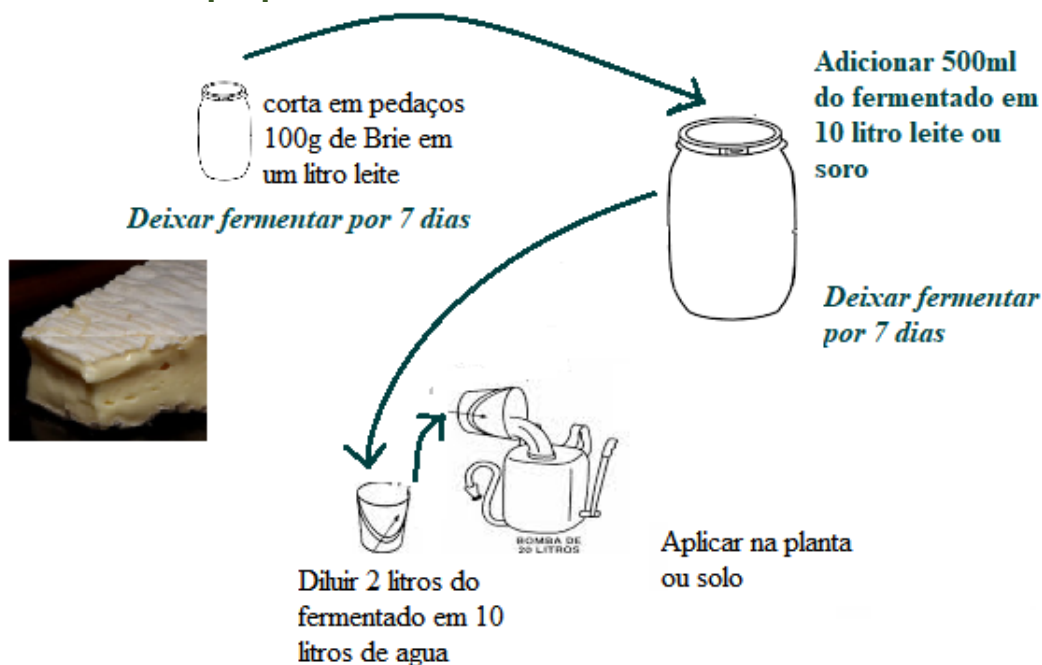 corta em pedaços
100g de Brie em
um litro leite
Deixar fermentar por 7 dias
Adicionar 500ml
do fermentado em
10 litro leite ou
soro
Deixar fermentar
por 7 dias
BOMBA DE
20 LITROS
Diluir 2 litros do
fermentado em 10
litros de agua
Aplicar na planta
ou solo